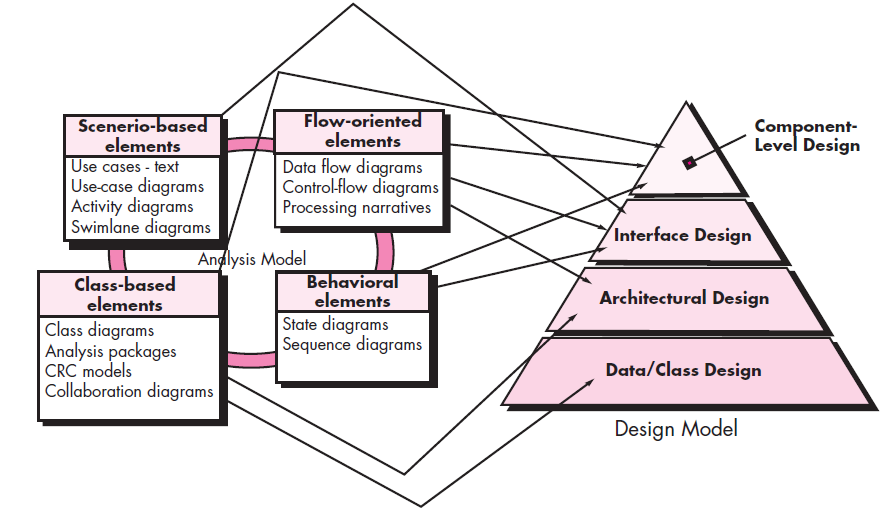 Scenerio-based
elements
Use cases - text
Use-case diagrams
Activity diagrams
Swimlane diagrams
Flow-oriented
elements
Data flow diagrams
Control-flow diagrams
Processing narratives
Analysis Model
Class-based
elements
Class diagrams
Analysis packages
CRC models
Collaboration diagrams
Behavioral
elements
State diagrams
Sequence diagrams
Component-
Level Design
Interface Design
Architectural Design
Data/Class Design
Design Model